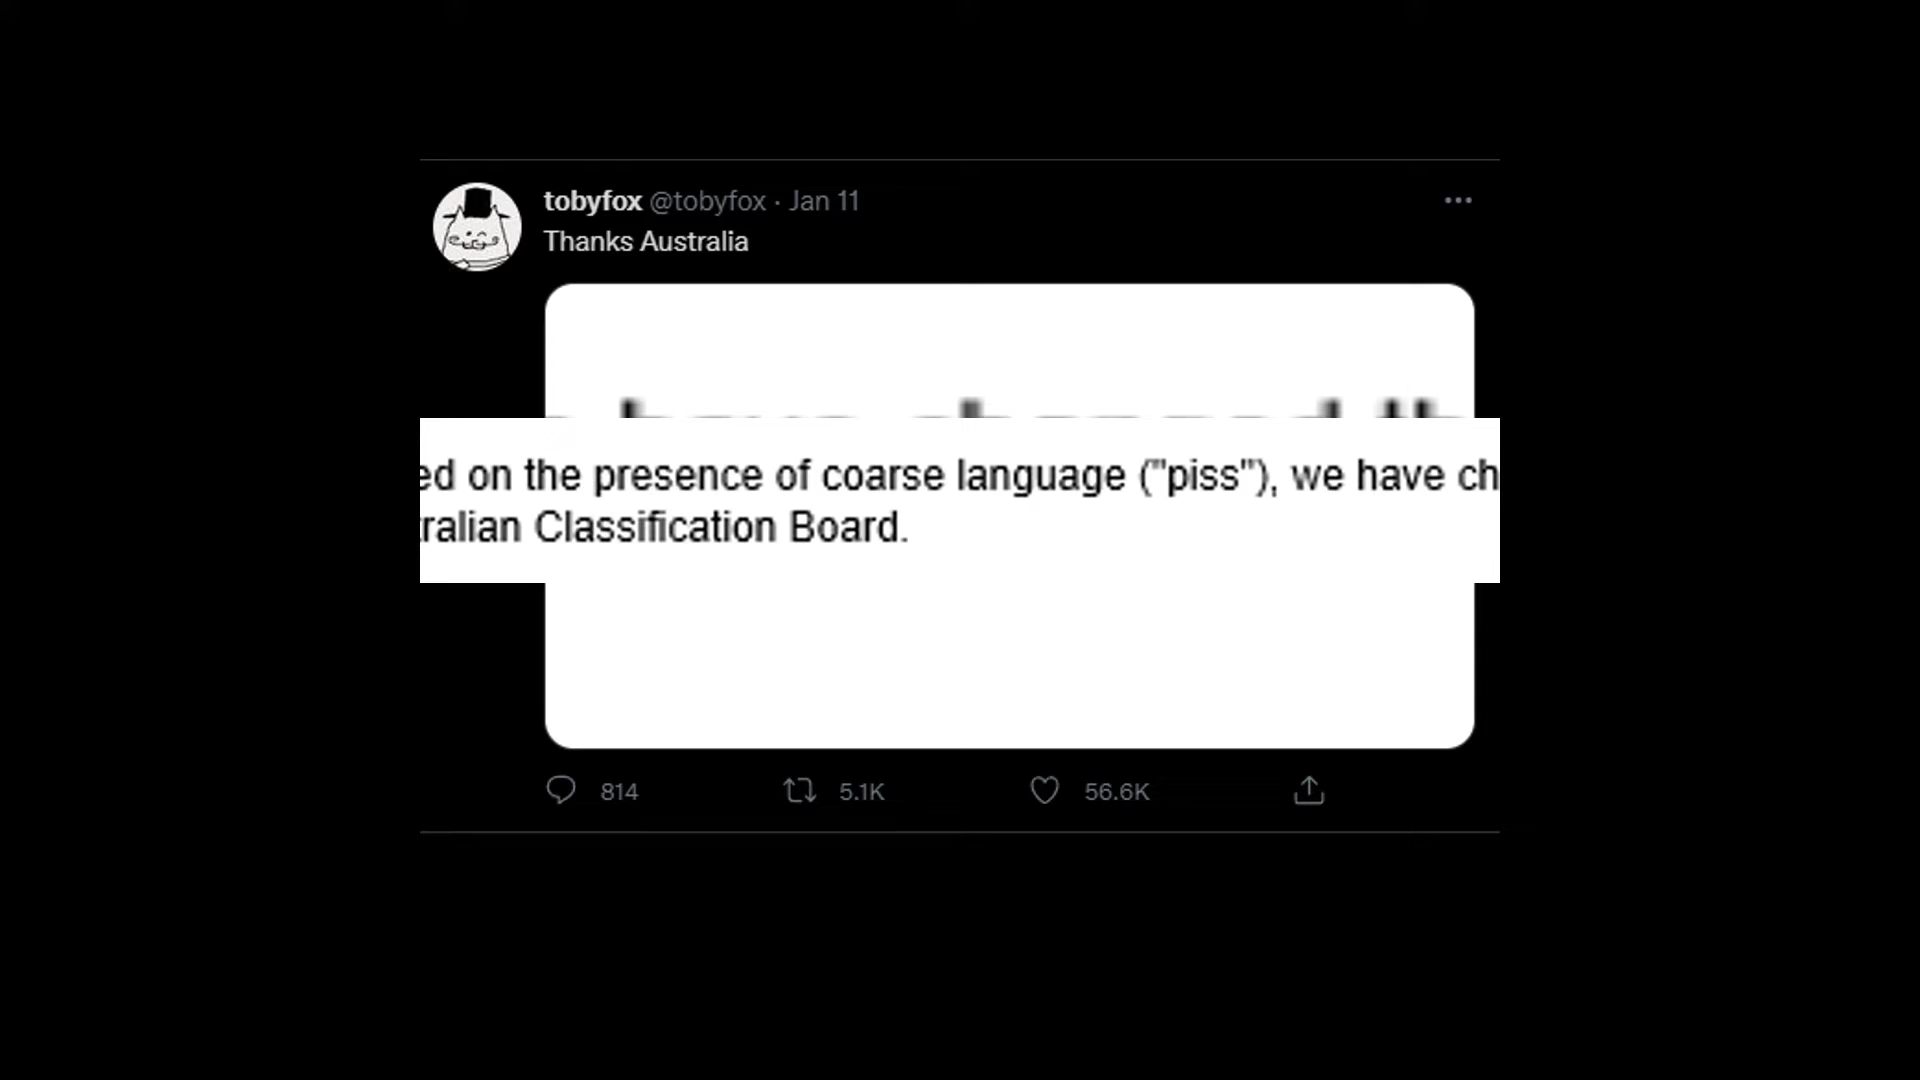 tobyfox @tobyfox · Jan 11
Thanks Australia
ed on the presence of coarse language ("piss"), we have ch
ralian Classification Board.
814 5.1K 56.6K